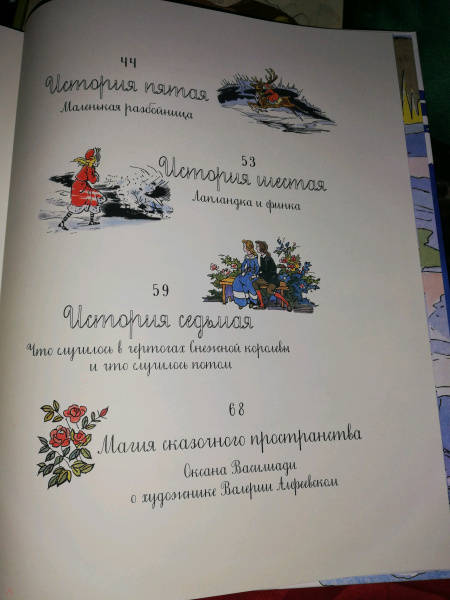 44
История пятая
Маленькая разбойница
53
История шестая
Лапландка и финка
59
История седьмая
Что случилось в чертогах Снежной королевы
и что случилось потом
68
Магия сказочного пространства
Оксана Василиади
о художнике Валерии Алфеевском